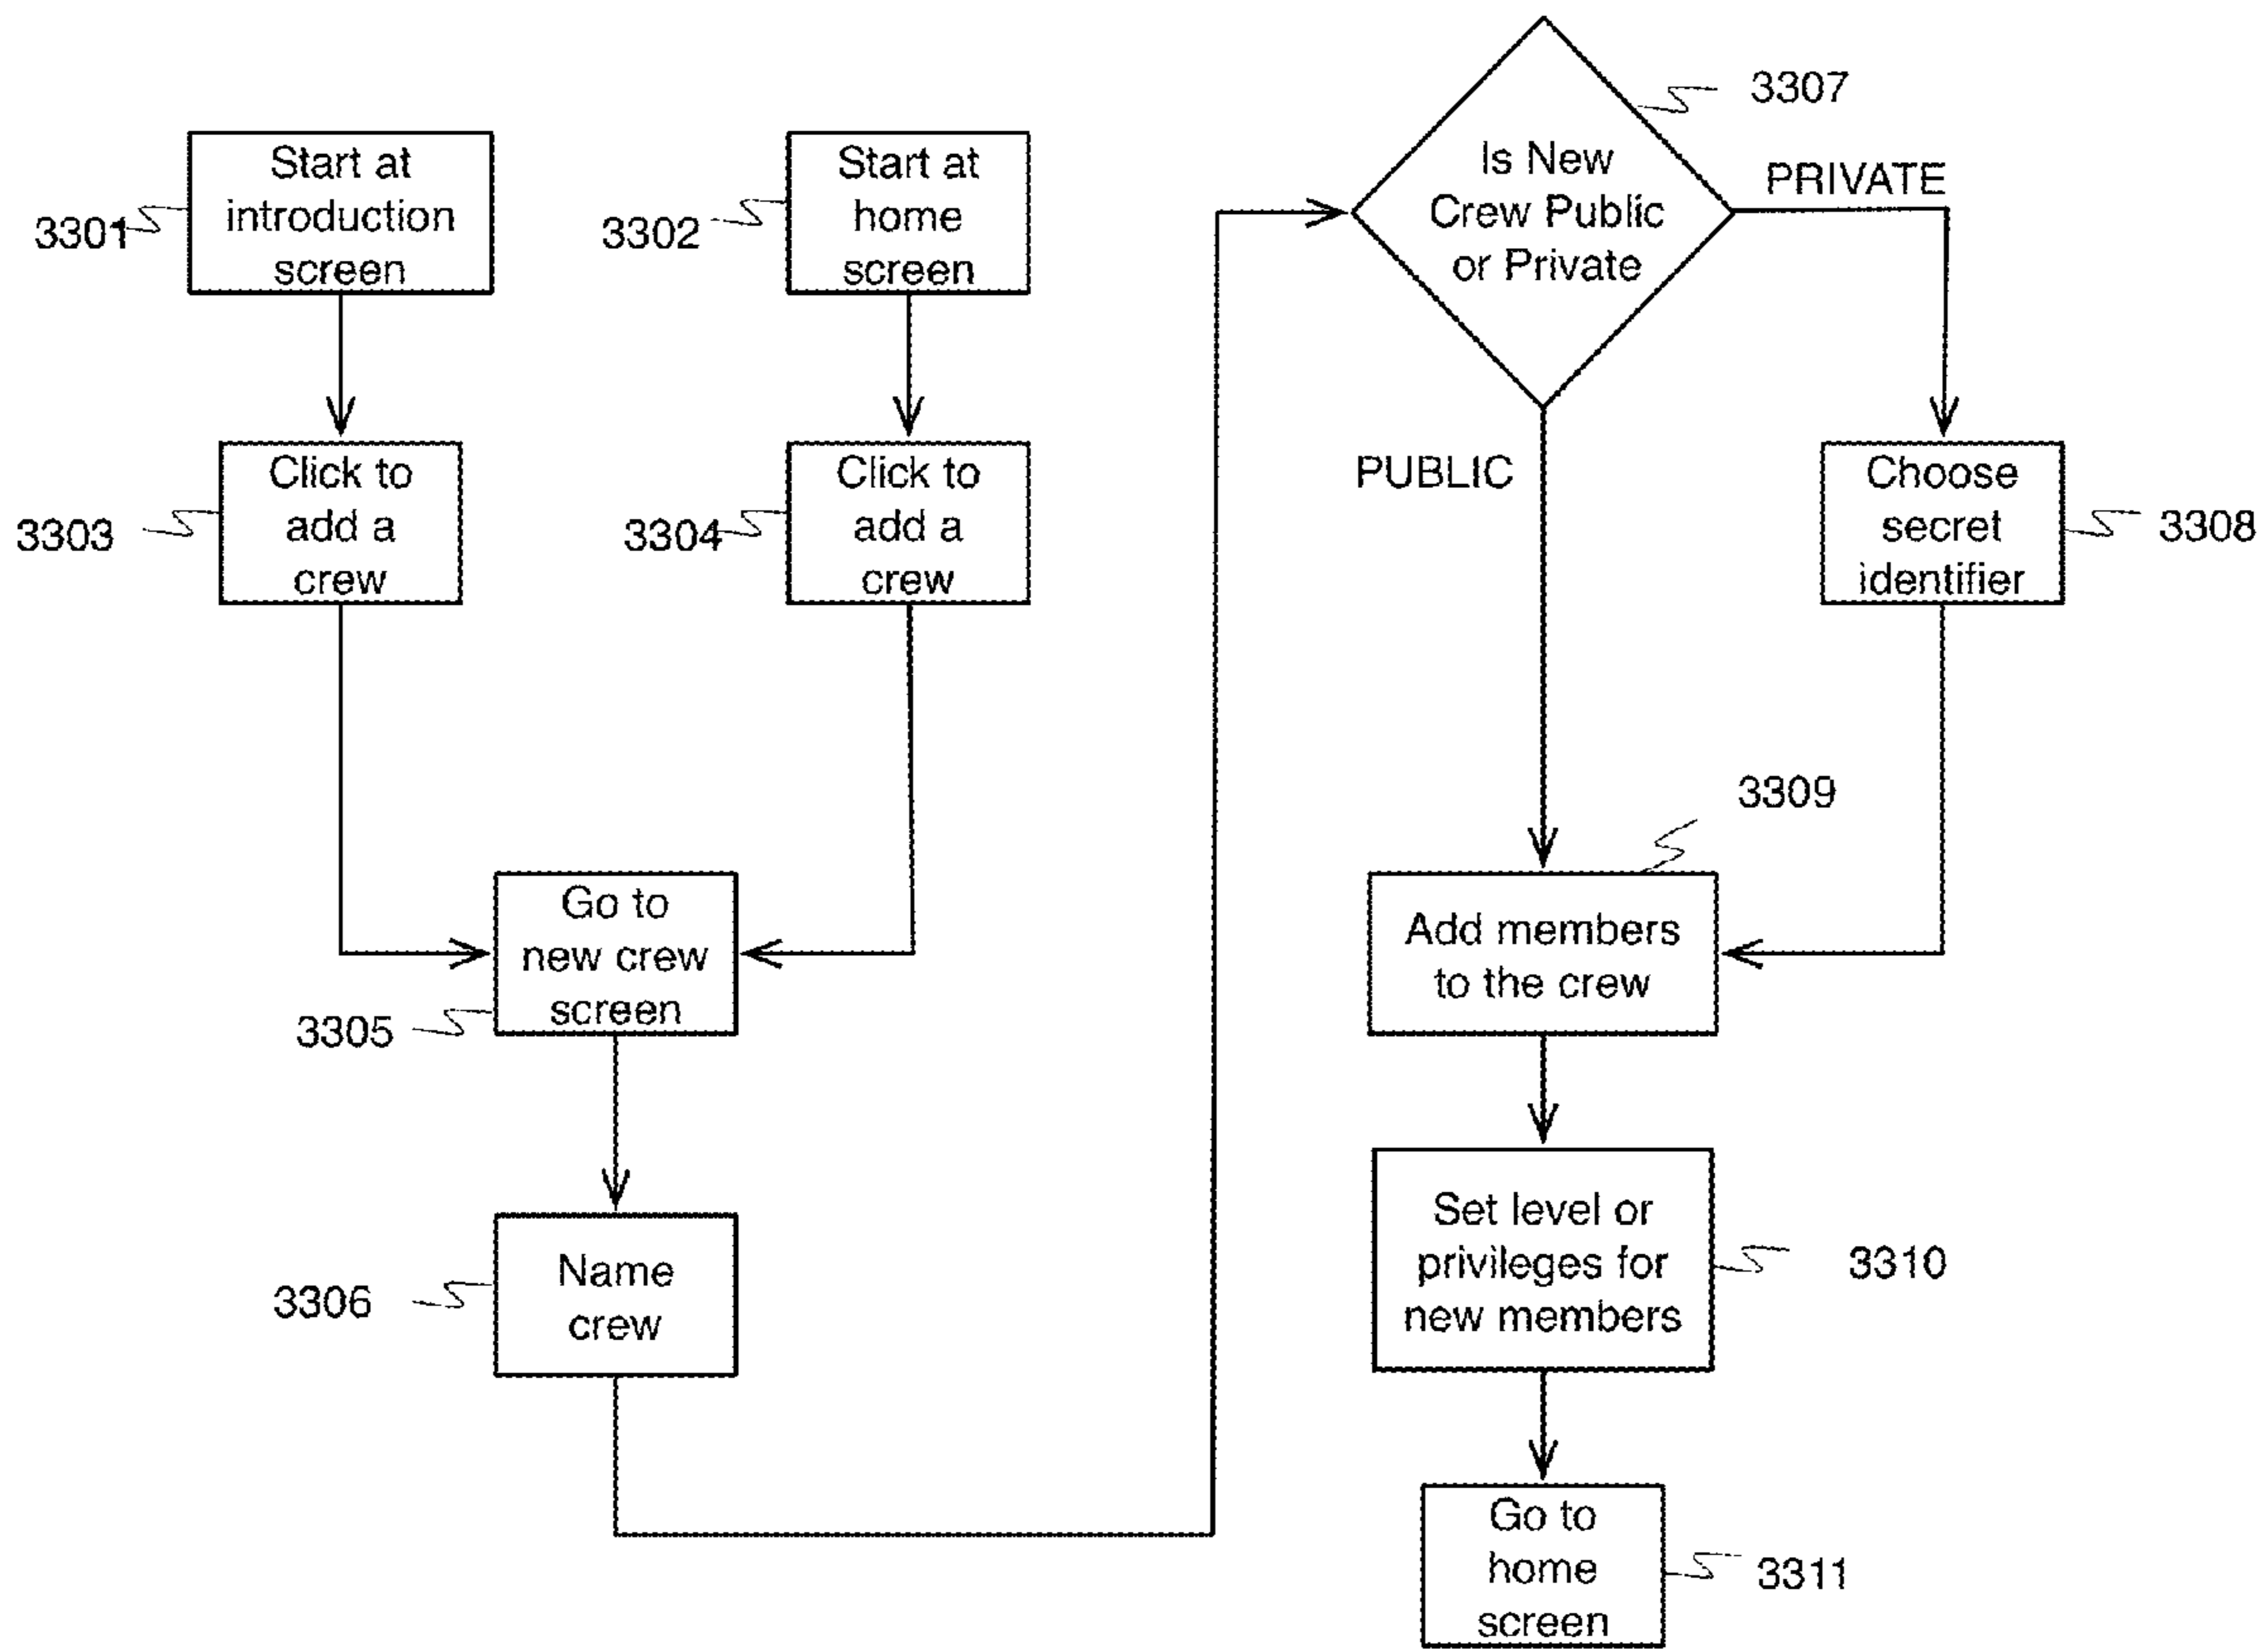 3301
Start at
introduction
screen
3302
Start at
home
screen
3303
Click to
add a
crew
3304
Click to
add a
crew
3305
Go to
new crew
screen
3306
Name
crew
3307
Is New
Crew Public
or Private
PRIVATE
PUBLIC
3308
Choose
secret
identifier
3309
Add members
to the crew
3310
Set level or
privileges for
new members
3311
Go to
home
screen